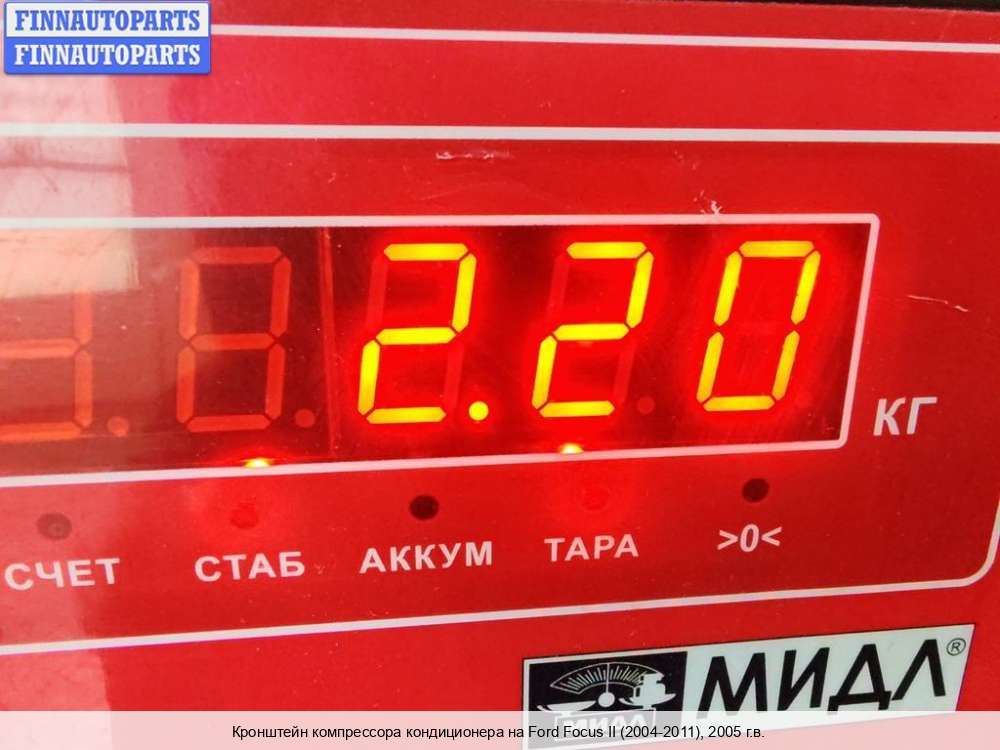 FINNAUTOPARTS
FINNAUTOPARTS
2.20
КГ
СЧЕТ СТАБ АККУМ ТАРА >0<
МИДЛ®
МИДЛ
Кронштейн компрессора кондиционера на Ford Focus II (2004-2011), 2005 г.в.